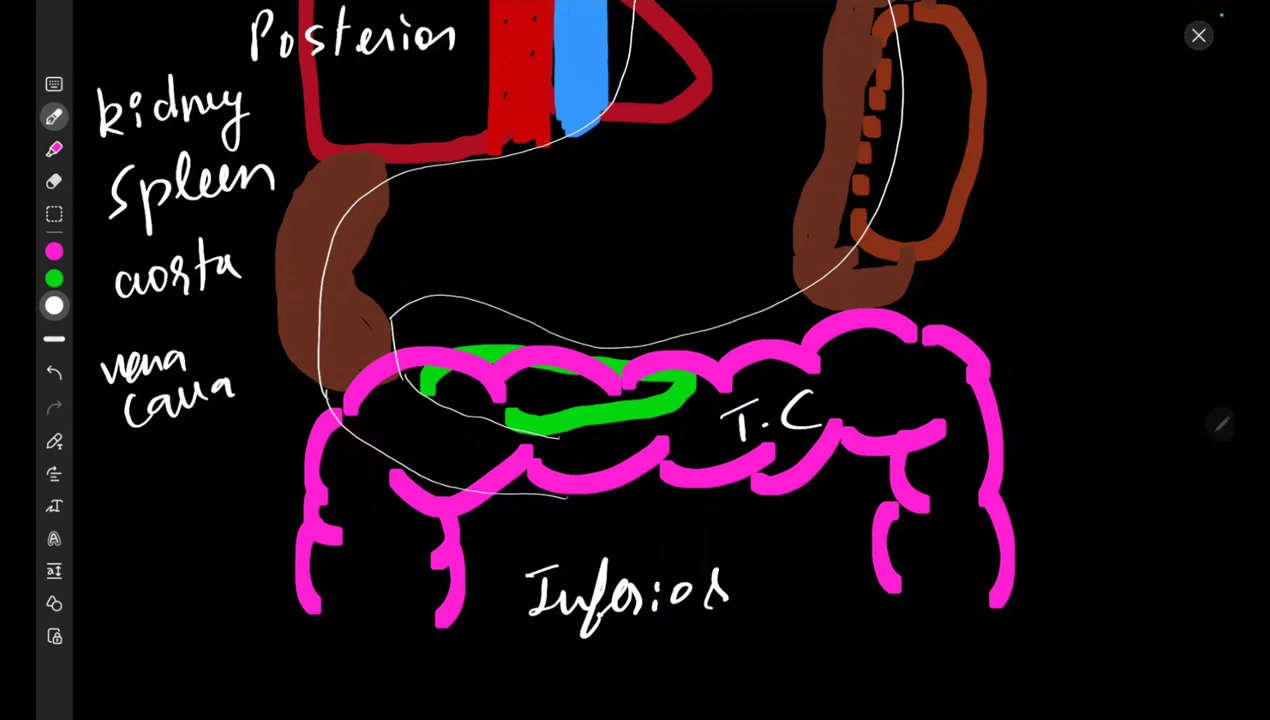 Posterior
kidney
Spleen
aorta
vena
cava
T.C
Inferior